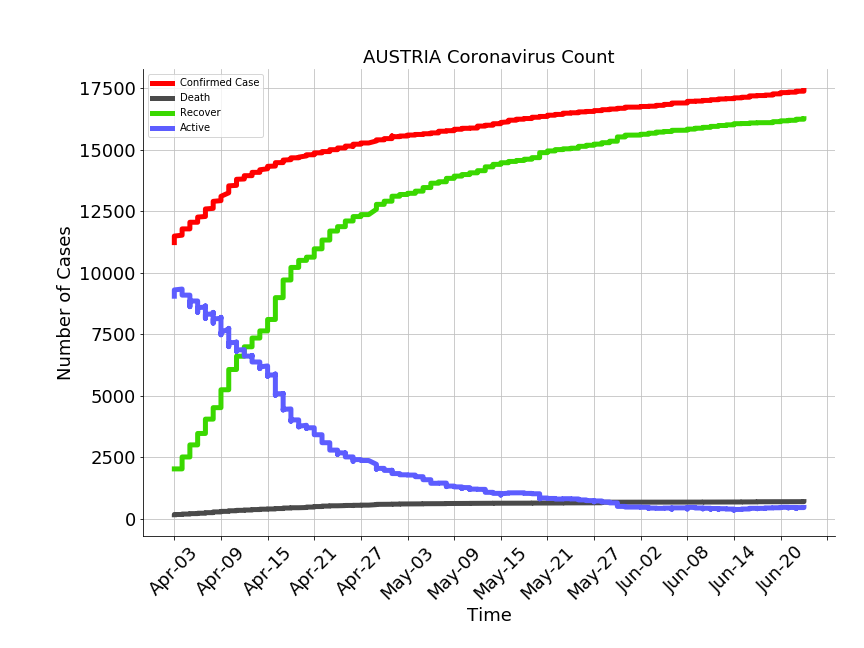 AUSTRIA Coronavirus Count
Confirmed Case
Death
Recover
Active
Number of Cases
17500
15000
12500
10000
7500
5000
2500
0
Apr-03
Apr-09
Apr-15
Apr-21
Apr-27
May-03
May-09
May-15
May-21
May-27
Jun-02
Jun-08
Jun-14
Jun-20
Time